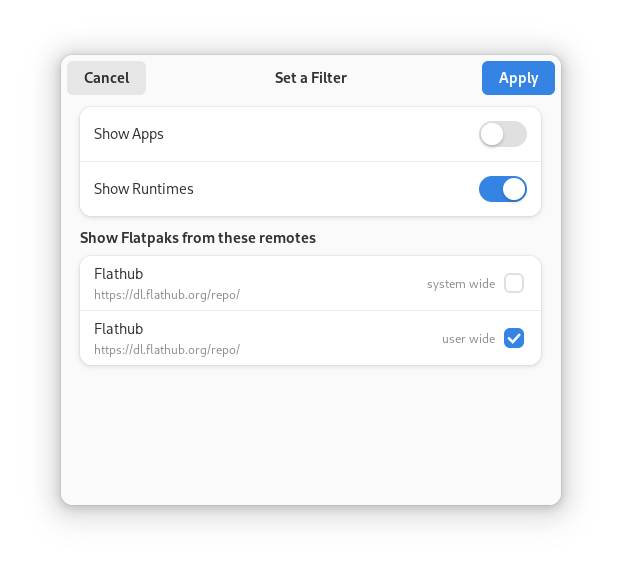 Cancel
Set a Filter
Apply
Show Apps
Show Runtimes
Show Flatpaks from these remotes
Flathub
https://dl.flathub.org/repo/
system wide
Flathub
https://dl.flathub.org/repo/
user wide